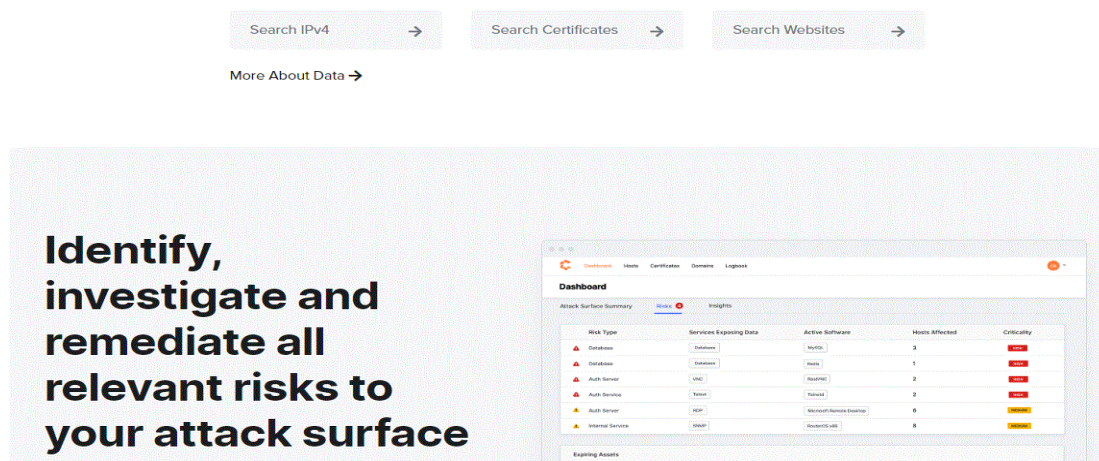 Search IPv4
Search Certificates
Search Websites
More About Data
Identify,
investigate and
remediate all
relevant risks to
your attack surface
Dashboard Hosts Certificates Domains Logbook
Dashboard
Attack Surface Summary Risks Insights
Risk Type Services Exposing Data Active Software Hosts Affected Criticality
Database Database MySQL 3
Database Database Redis 1
Auth Server VNC RealVNC 2
Auth Service Telnet Telnetd 2
Auth Server RDP Microsoft Remote Desktop 6 MEDIUM
Internal Service SNMP RouterOS x86 8 MEDIUM
Expiring Assets